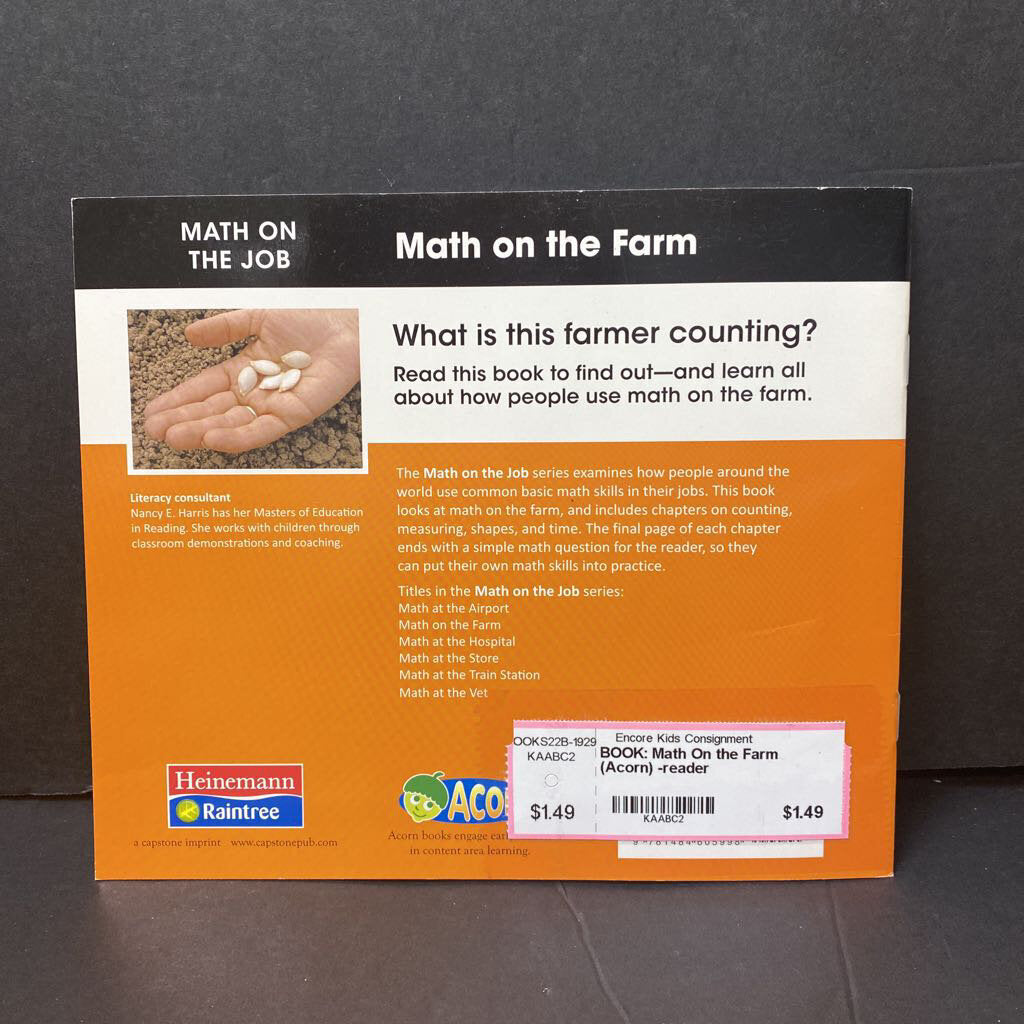 MATH ON
THE JOB
Math on the Farm
What is this farmer counting?
Read this book to find out—and learn all
about how people use math on the farm.
Literacy consultant
Nancy E. Harris has her Masters of Education
in Reading. She works with children through
classroom demonstrations and coaching.
The Math on the Job series examines how people around the
world use common basic math skills in their jobs. This book
looks at math on the farm, and includes chapters on counting,
measuring, shapes, and time. The final page of each chapter
ends with a simple math question for the reader, so they
can put their own math skills into practice.
Titles in the Math on the Job series:
Math at the Airport
Math on the Farm
Math at the Hospital
Math at the Store
Math at the Train Station
Math at the Vet
Heinemann
Raintree
a capstone imprint www.capstonepub.com
ACO
Acorn books engage
in content area learning.
OOKS22B-1929
KAABC2
$1.49
Encore Kids Consignment
BOOK: Math On the Farm
(Acorn) -reader
KAABC2
$1.49